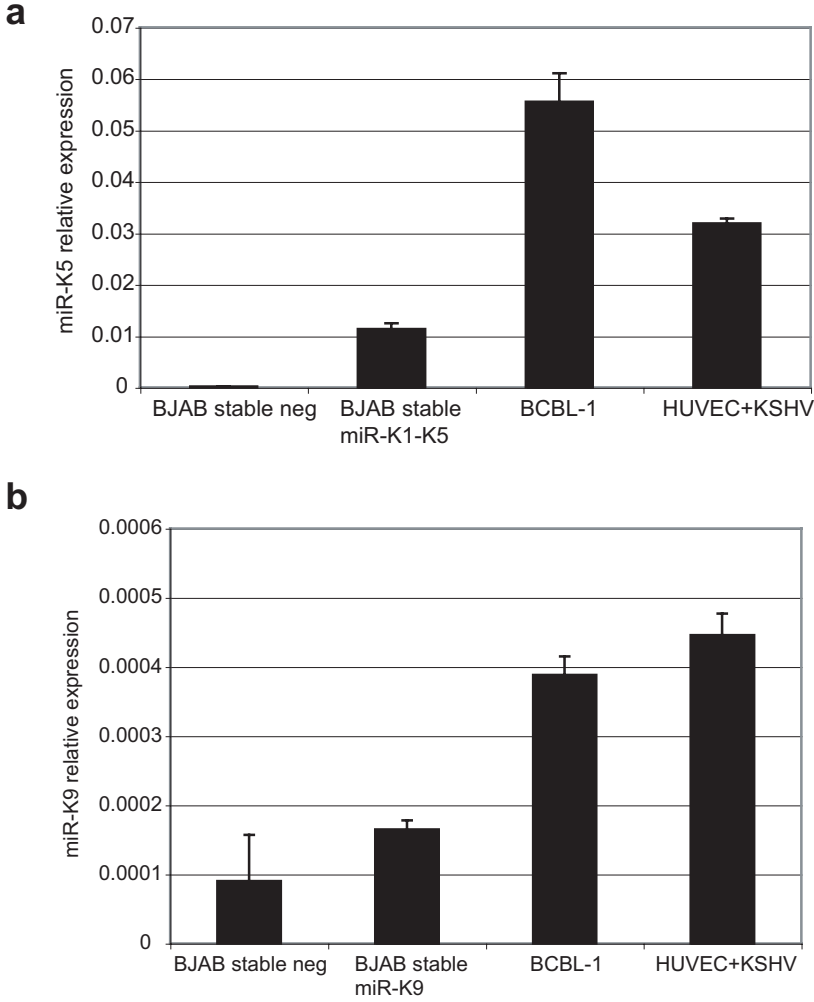 a
0.07
0.06
0.05
0.04
0.03
0.02
0.01
0
miR-K5 relative expression
BJAB stable neg
BJAB stable
miR-K1-K5
BCBL-1
HUVEC+KSHV
b
0.0006
0.0005
0.0004
0.0003
0.0002
0.0001
0
miR-K9 relative expression
BJAB stable neg
BJAB stable
miR-K9
BCBL-1
HUVEC+KSHV